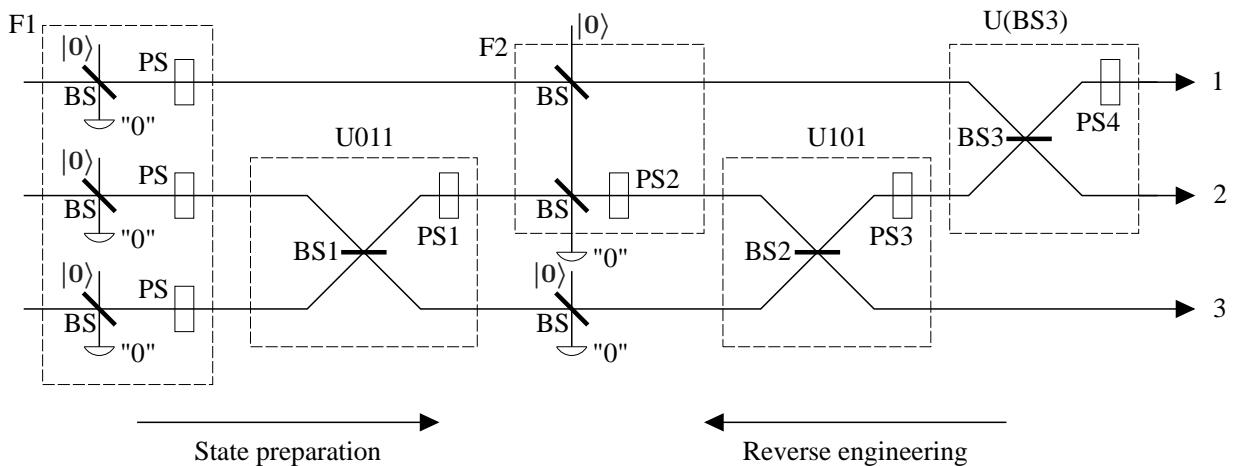 F1
|0⟩
PS
BS
"0"
|0⟩
PS
BS
"0"
|0⟩
PS
BS
"0"
U011
BS1
PS1
|0⟩
F2
BS
BS
PS2
"0"
|0⟩
BS
"0"
U101
BS2
PS3
U(BS3)
BS3
PS4
1
2
3
State preparation
Reverse engineering